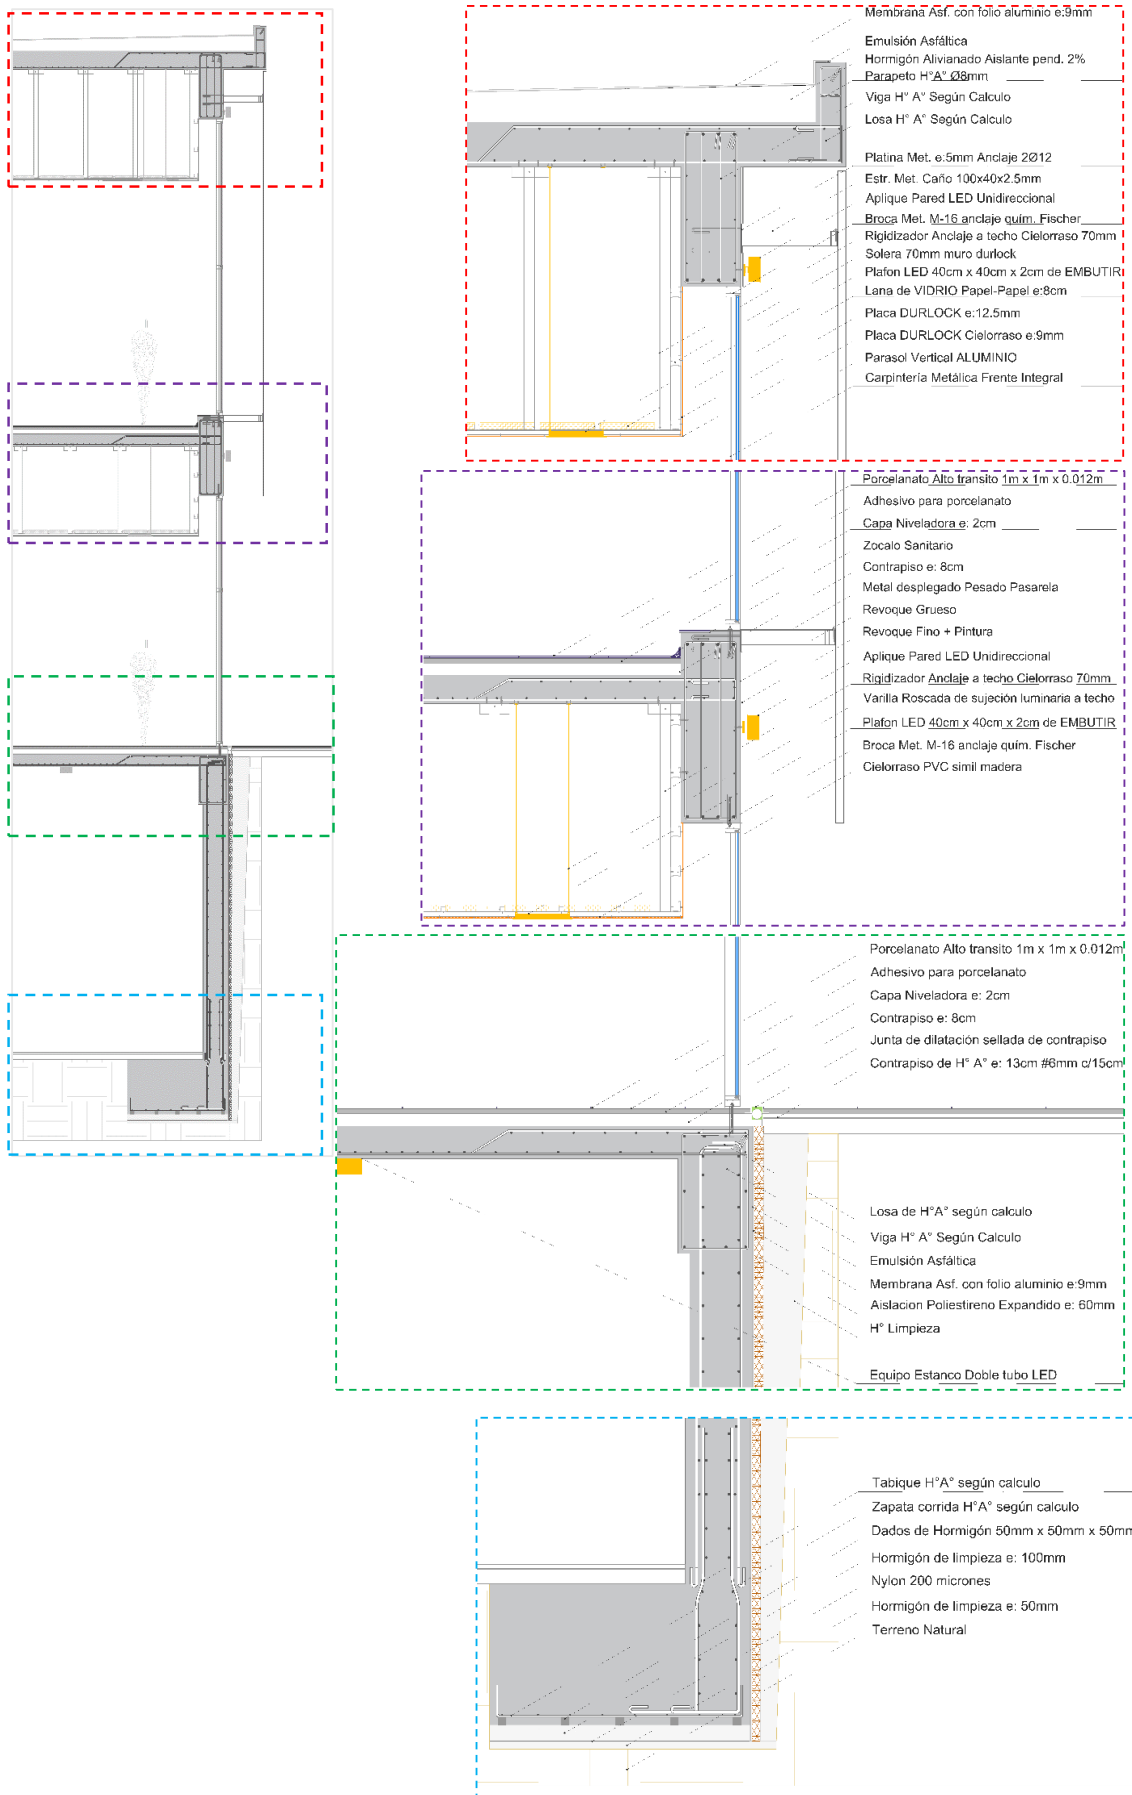 Membrana Asf. con folio aluminio e:9mm
Emulsión Asfáltica
Hormigón Alivianado Aislante pend. 2%
Parapeto H°A° Ø8mm
Viga H° A° Según Calculo
Losa H° A° Según Calculo
Platina Met. e:5mm Anclaje 2Ø12
Estr. Met. Caño 100x40x2.5mm
Aplique Pared LED Unidireccional
Broca Met. M-16 anclaje quím. Fischer
Rigidizador Anclaje a techo Cielorraso 70mm
Solera 70mm muro durlock
Plafon LED 40cm x 40cm x 2cm de EMBUTIR
Lana de VIDRIO Papel-Papel e:8cm
Placa DURLOCK e:12.5mm
Placa DURLOCK Cielorraso e:9mm
Parasol Vertical ALUMINIO
Carpintería Metálica Frente Integral
Porcelanato Alto transito 1m x 1m x 0.012m
Adhesivo para porcelanato
Capa Niveladora e: 2cm
Zocalo Sanitario
Contrapiso e: 8cm
Metal desplegado Pesado Pasarela
Revoque Grueso
Revoque Fino + Pintura
Aplique Pared LED Unidireccional
Rigidizador Anclaje a techo Cielorraso 70mm
Varilla Roscada de sujeción luminaria a techo
Plafon LED 40cm x 40cm x 2cm de EMBUTIR
Broca Met. M-16 anclaje quím. Fischer
Cielorraso PVC simil madera
Porcelanato Alto transito 1m x 1m x 0.012m
Adhesivo para porcelanato
Capa Niveladora e: 2cm
Contrapiso e: 8cm
Junta de dilatación sellada de contrapiso
Contrapiso de H° A° e: 13cm #6mm c/15cm
Losa de H°A° según calculo
Viga H° A° Según Calculo
Emulsión Asfáltica
Membrana Asf. con folio aluminio e:9mm
Aislacion Poliestireno Expandido e: 60mm
H° Limpieza
Equipo Estanco Doble tubo LED
Tabique H°A° según calculo
Zapata corrida H°A° según calculo
Dados de Hormigón 50mm x 50mm x 50mm
Hormigón de limpieza e: 100mm
Nylon 200 micrones
Hormigón de limpieza e: 50mm
Terreno Natural